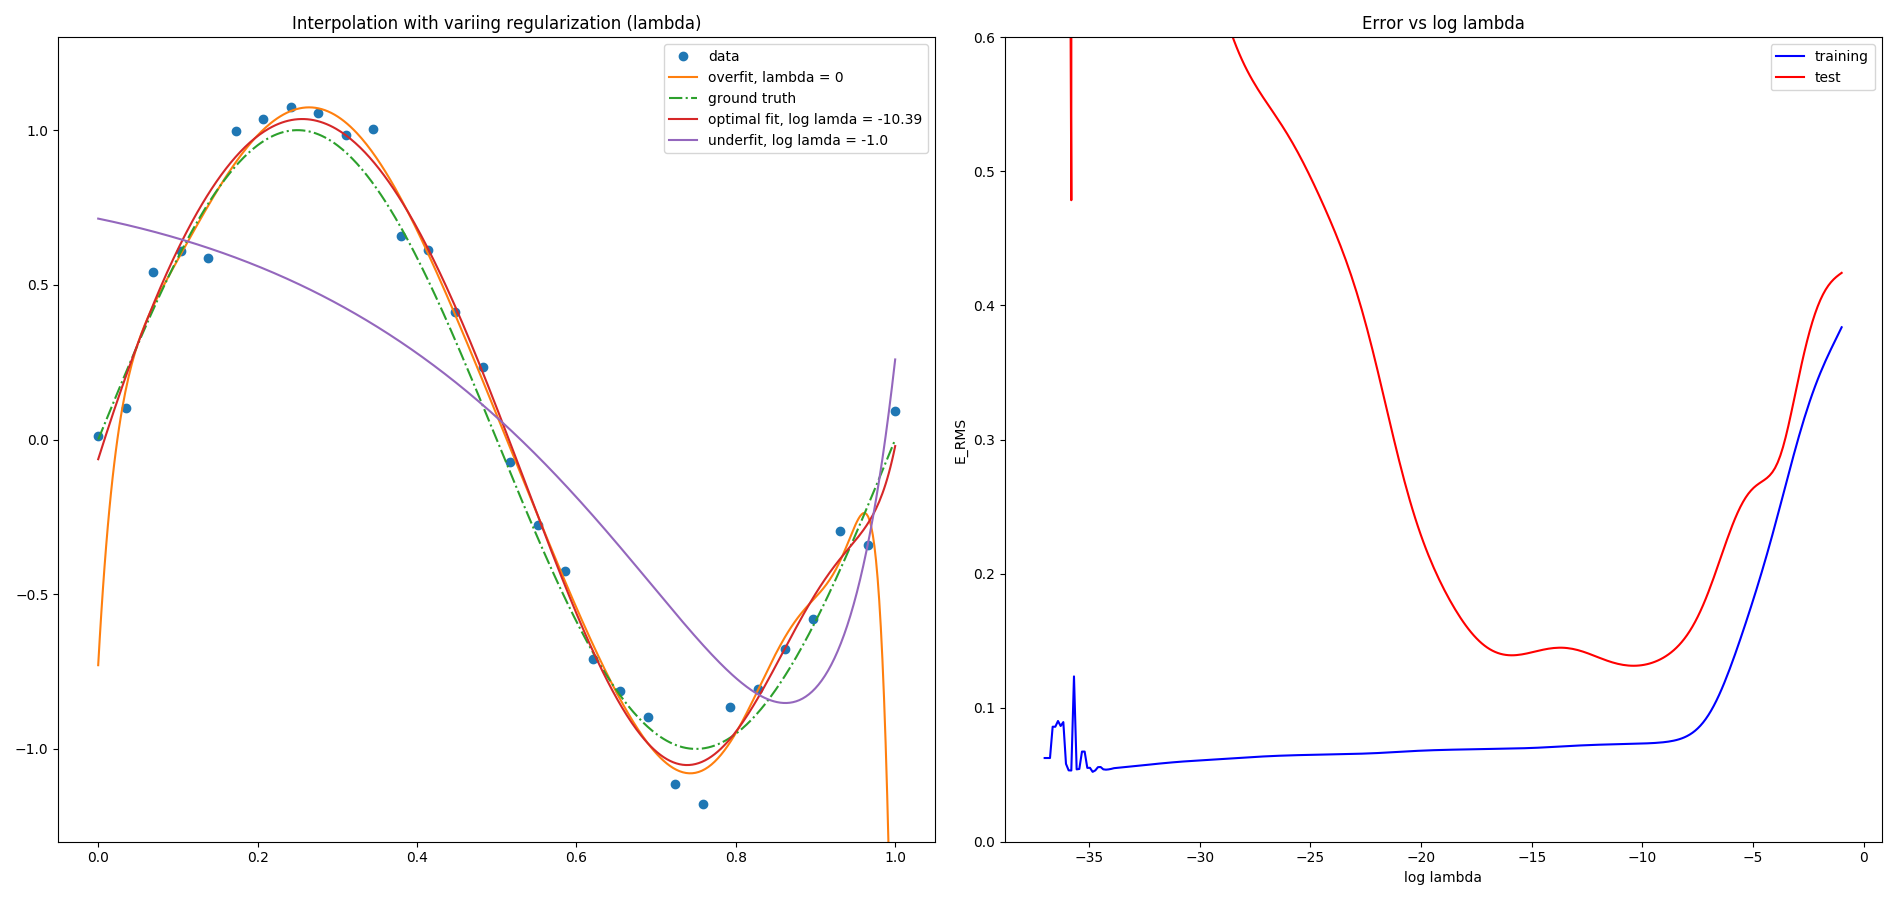 Interpolation with variing regularization (lambda)
data
overfit, lambda = 0
ground truth
optimal fit, log lamda = -10.39
underfit, log lamda = -1.0
1.0
0.5
0.0
−0.5
−1.0
0.0 0.2 0.4 0.6 0.8 1.0
Error vs log lambda
training
test
E_RMS
0.6
0.5
0.4
0.3
0.2
0.1
0.0
−35 −30 −25 −20 −15 −10 −5 0
log lambda